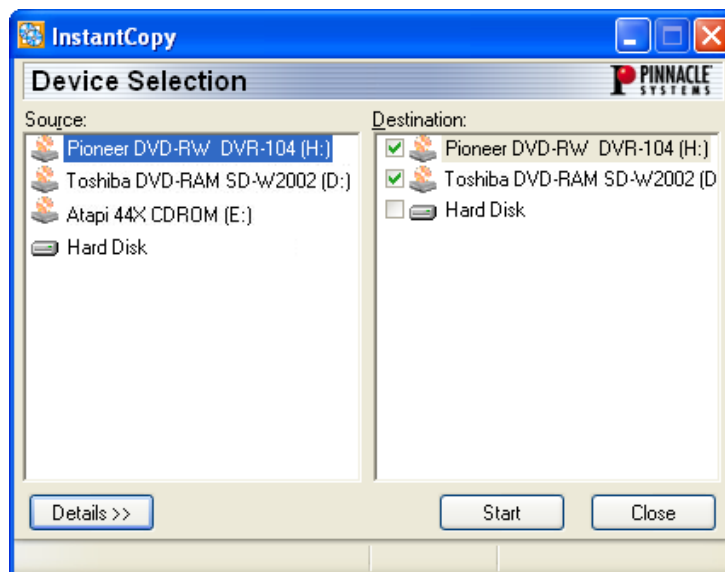 InstantCopy
Device Selection
PINNACLE
SYSTEMS
Source:
Pioneer DVD-RW  DVR-104 (H:)
Toshiba DVD-RAM SD-W2002 (D:)
Atapi 44X CDROM (E:)
Hard Disk
Destination:
Pioneer DVD-RW  DVR-104 (H:)
Toshiba DVD-RAM SD-W2002 (D
Hard Disk
Details >>
Start
Close